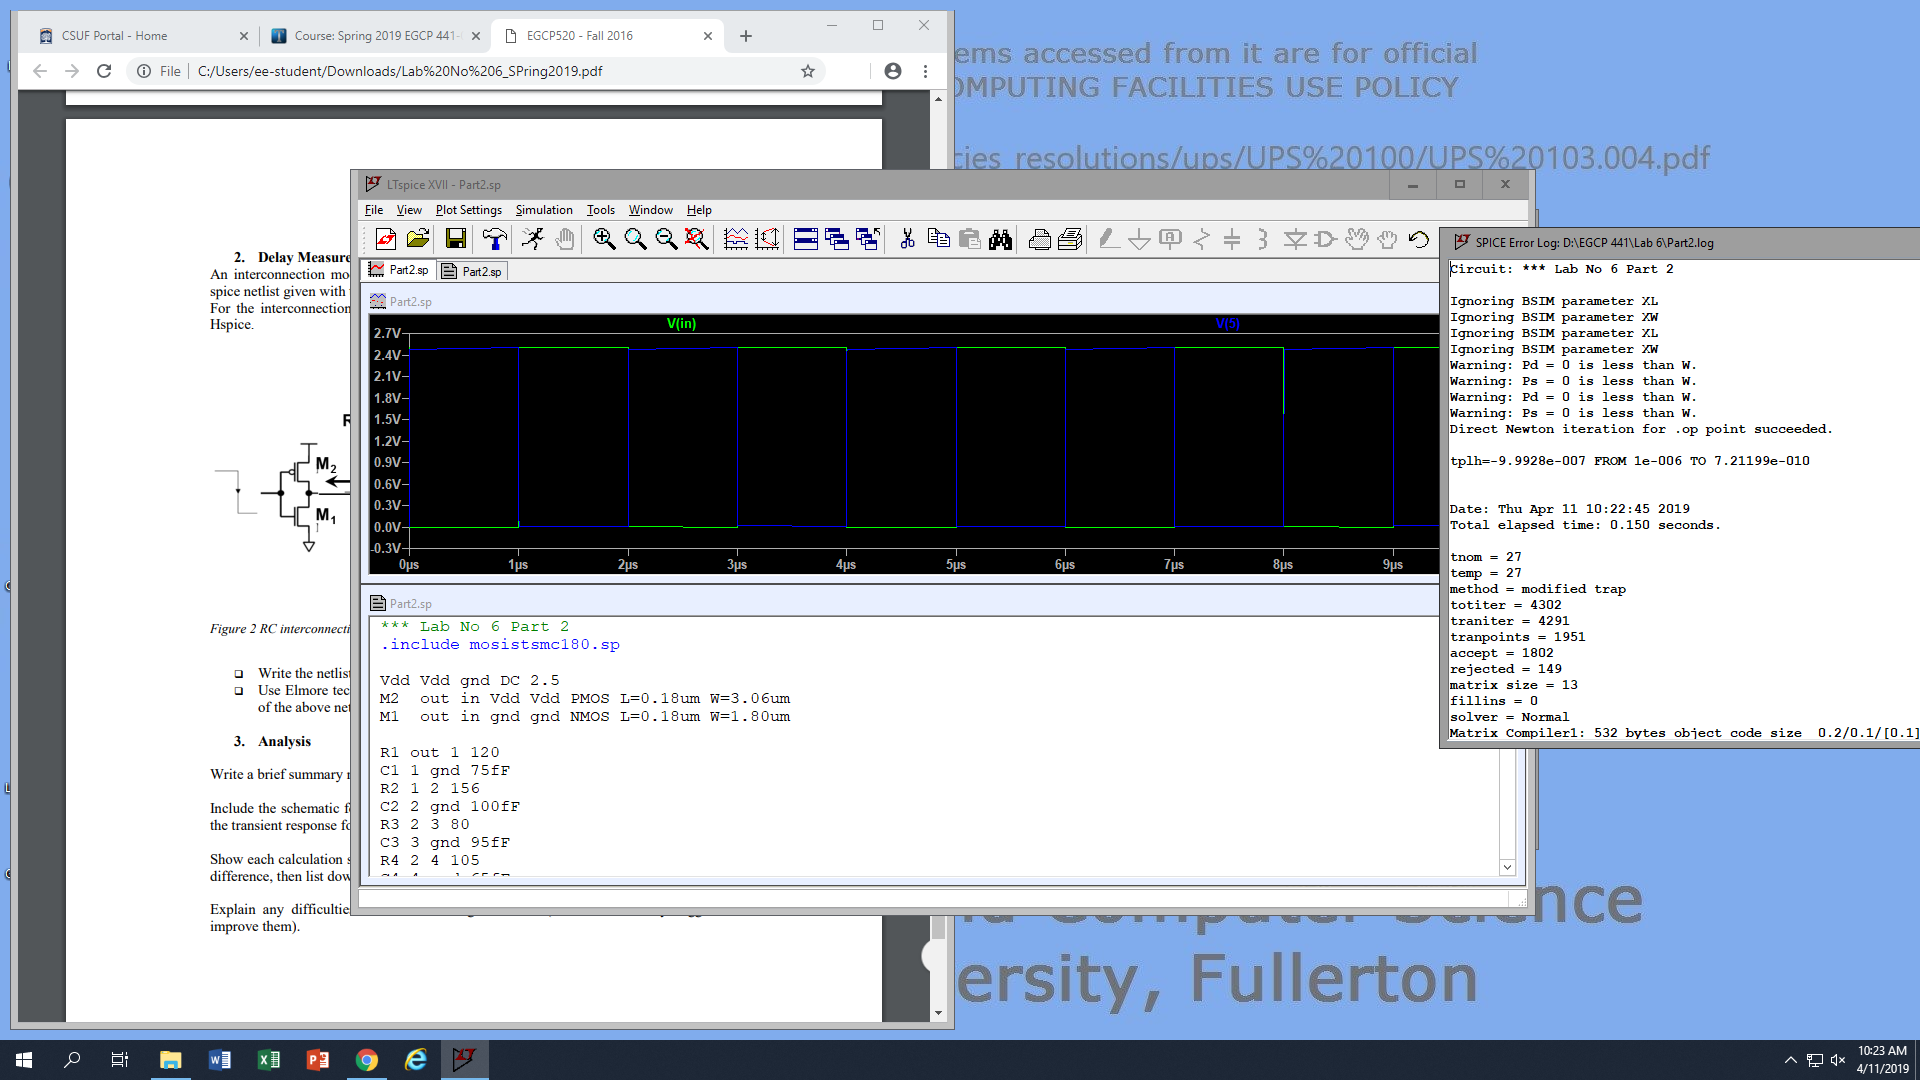 CSUF Portal - Home
Course: Spring 2019 EGCP 441-
EGCP520 - Fall 2016
File
C:/Users/ee-student/Downloads/Lab%20No%206_SPring2019.pdf
ems accessed from it are for official
OMPUTING FACILITIES USE POLICY
cies_resolutions/ups/UPS%20100/UPS%20103.004.pdf
2. Delay Measure
An interconnection mo
spice netlist given with
For the interconnection
Hspice.
R
M2
M1
Figure 2 RC interconnecti
Write the netlist
Use Elmore tec
of the above net
3. Analysis
Write a brief summary
Include the schematic f
the transient response fo
Show each calculation s
difference, then list dow
Explain any difficultie
improve them).
LTspice XVII - Part2.sp
File View Plot Settings Simulation Tools Window Help
Part2.sp
Part2.sp
Part2.sp
V(in)
V(5)
2.7V
2.4V
2.1V
1.8V
1.5V
1.2V
0.9V
0.6V
0.3V
0.0V
-0.3V
0µs 1µs 2µs 3µs 4µs 5µs 6µs 7µs 8µs 9µs
Part2.sp
*** Lab No 6 Part 2
.include mosistsmc180.sp
Vdd Vdd gnd DC 2.5
M2 out in Vdd Vdd PMOS L=0.18um W=3.06um
M1 out in gnd gnd NMOS L=0.18um W=1.80um
R1 out 1 120
C1 1 gnd 75fF
R2 1 2 156
C2 2 gnd 100fF
R3 2 3 80
C3 3 gnd 95fF
R4 2 4 105
SPICE Error Log: D:\EGCP 441\Lab 6\Part2.log
Circuit: *** Lab No 6 Part 2
Ignoring BSIM parameter XL
Ignoring BSIM parameter XW
Ignoring BSIM parameter XL
Ignoring BSIM parameter XW
Warning: Pd = 0 is less than W.
Warning: Ps = 0 is less than W.
Warning: Pd = 0 is less than W.
Warning: Ps = 0 is less than W.
Direct Newton iteration for .op point succeeded.
tplh=-9.9928e-007 FROM 1e-006 TO 7.21199e-010
Date: Thu Apr 11 10:22:45 2019
Total elapsed time: 0.150 seconds.
tnom = 27
temp = 27
method = modified trap
totiter = 4302
traniter = 4291
tranpoints = 1951
accept = 1802
rejected = 149
matrix size = 13
fillins = 0
solver = Normal
Matrix Compiler1: 532 bytes object code size 0.2/0.1/[0.1]
Computer Science
ersity, Fullerton
10:23 AM
4/11/2019